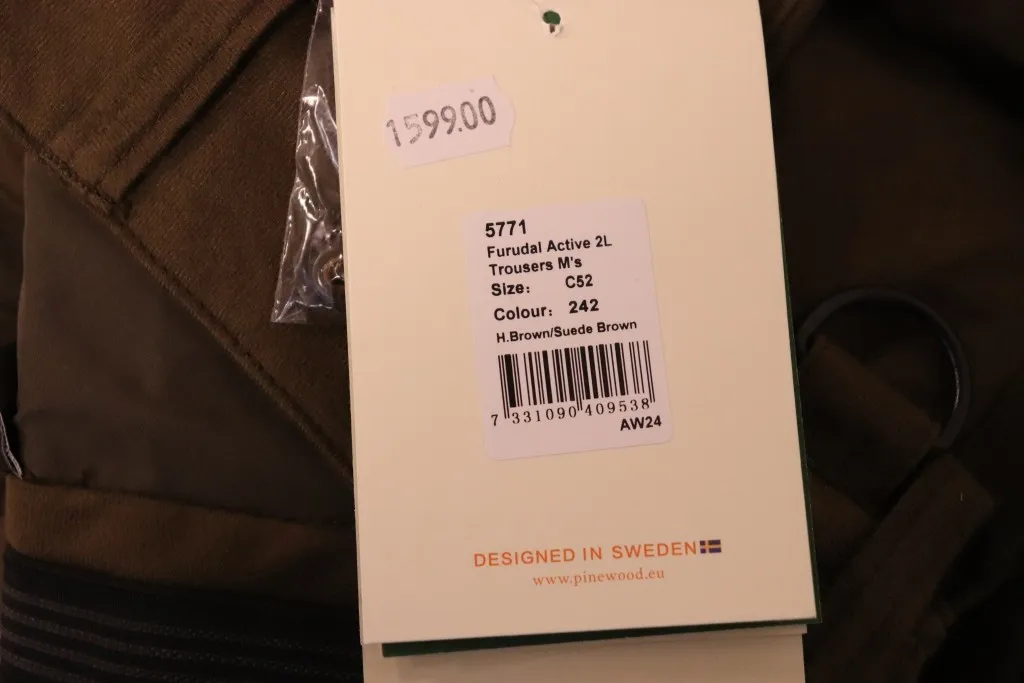 1599.00
5771
Furudal Active 2L
Trousers M's
Size: C52
Colour: 242
H.Brown/Suede Brown
7 331090 409538
AW24
DESIGNED IN SWEDEN
www.pinewood.eu